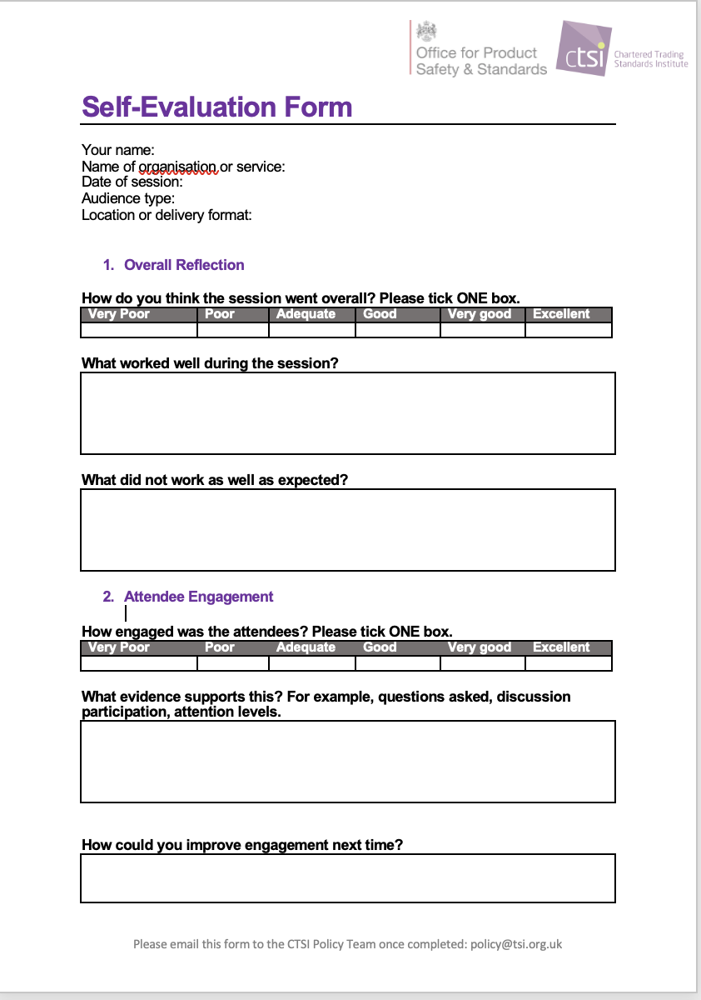 Office for Product
Safety & Standards
ctsi
Chartered Trading
Standards Institute
Self-Evaluation Form
Your name:
Name of organisation or service:
Date of session:
Audience type:
Location or delivery format:
1. Overall Reflection
How do you think the session went overall? Please tick ONE box.
Very Poor Poor Adequate Good Very good Excellent
What worked well during the session?
What did not work as well as expected?
2. Attendee Engagement
How engaged was the attendees? Please tick ONE box.
Very Poor Poor Adequate Good Very good Excellent
What evidence supports this? For example, questions asked, discussion
participation, attention levels.
How could you improve engagement next time?
Please email this form to the CTSI Policy Team once completed: policy@tsi.org.uk